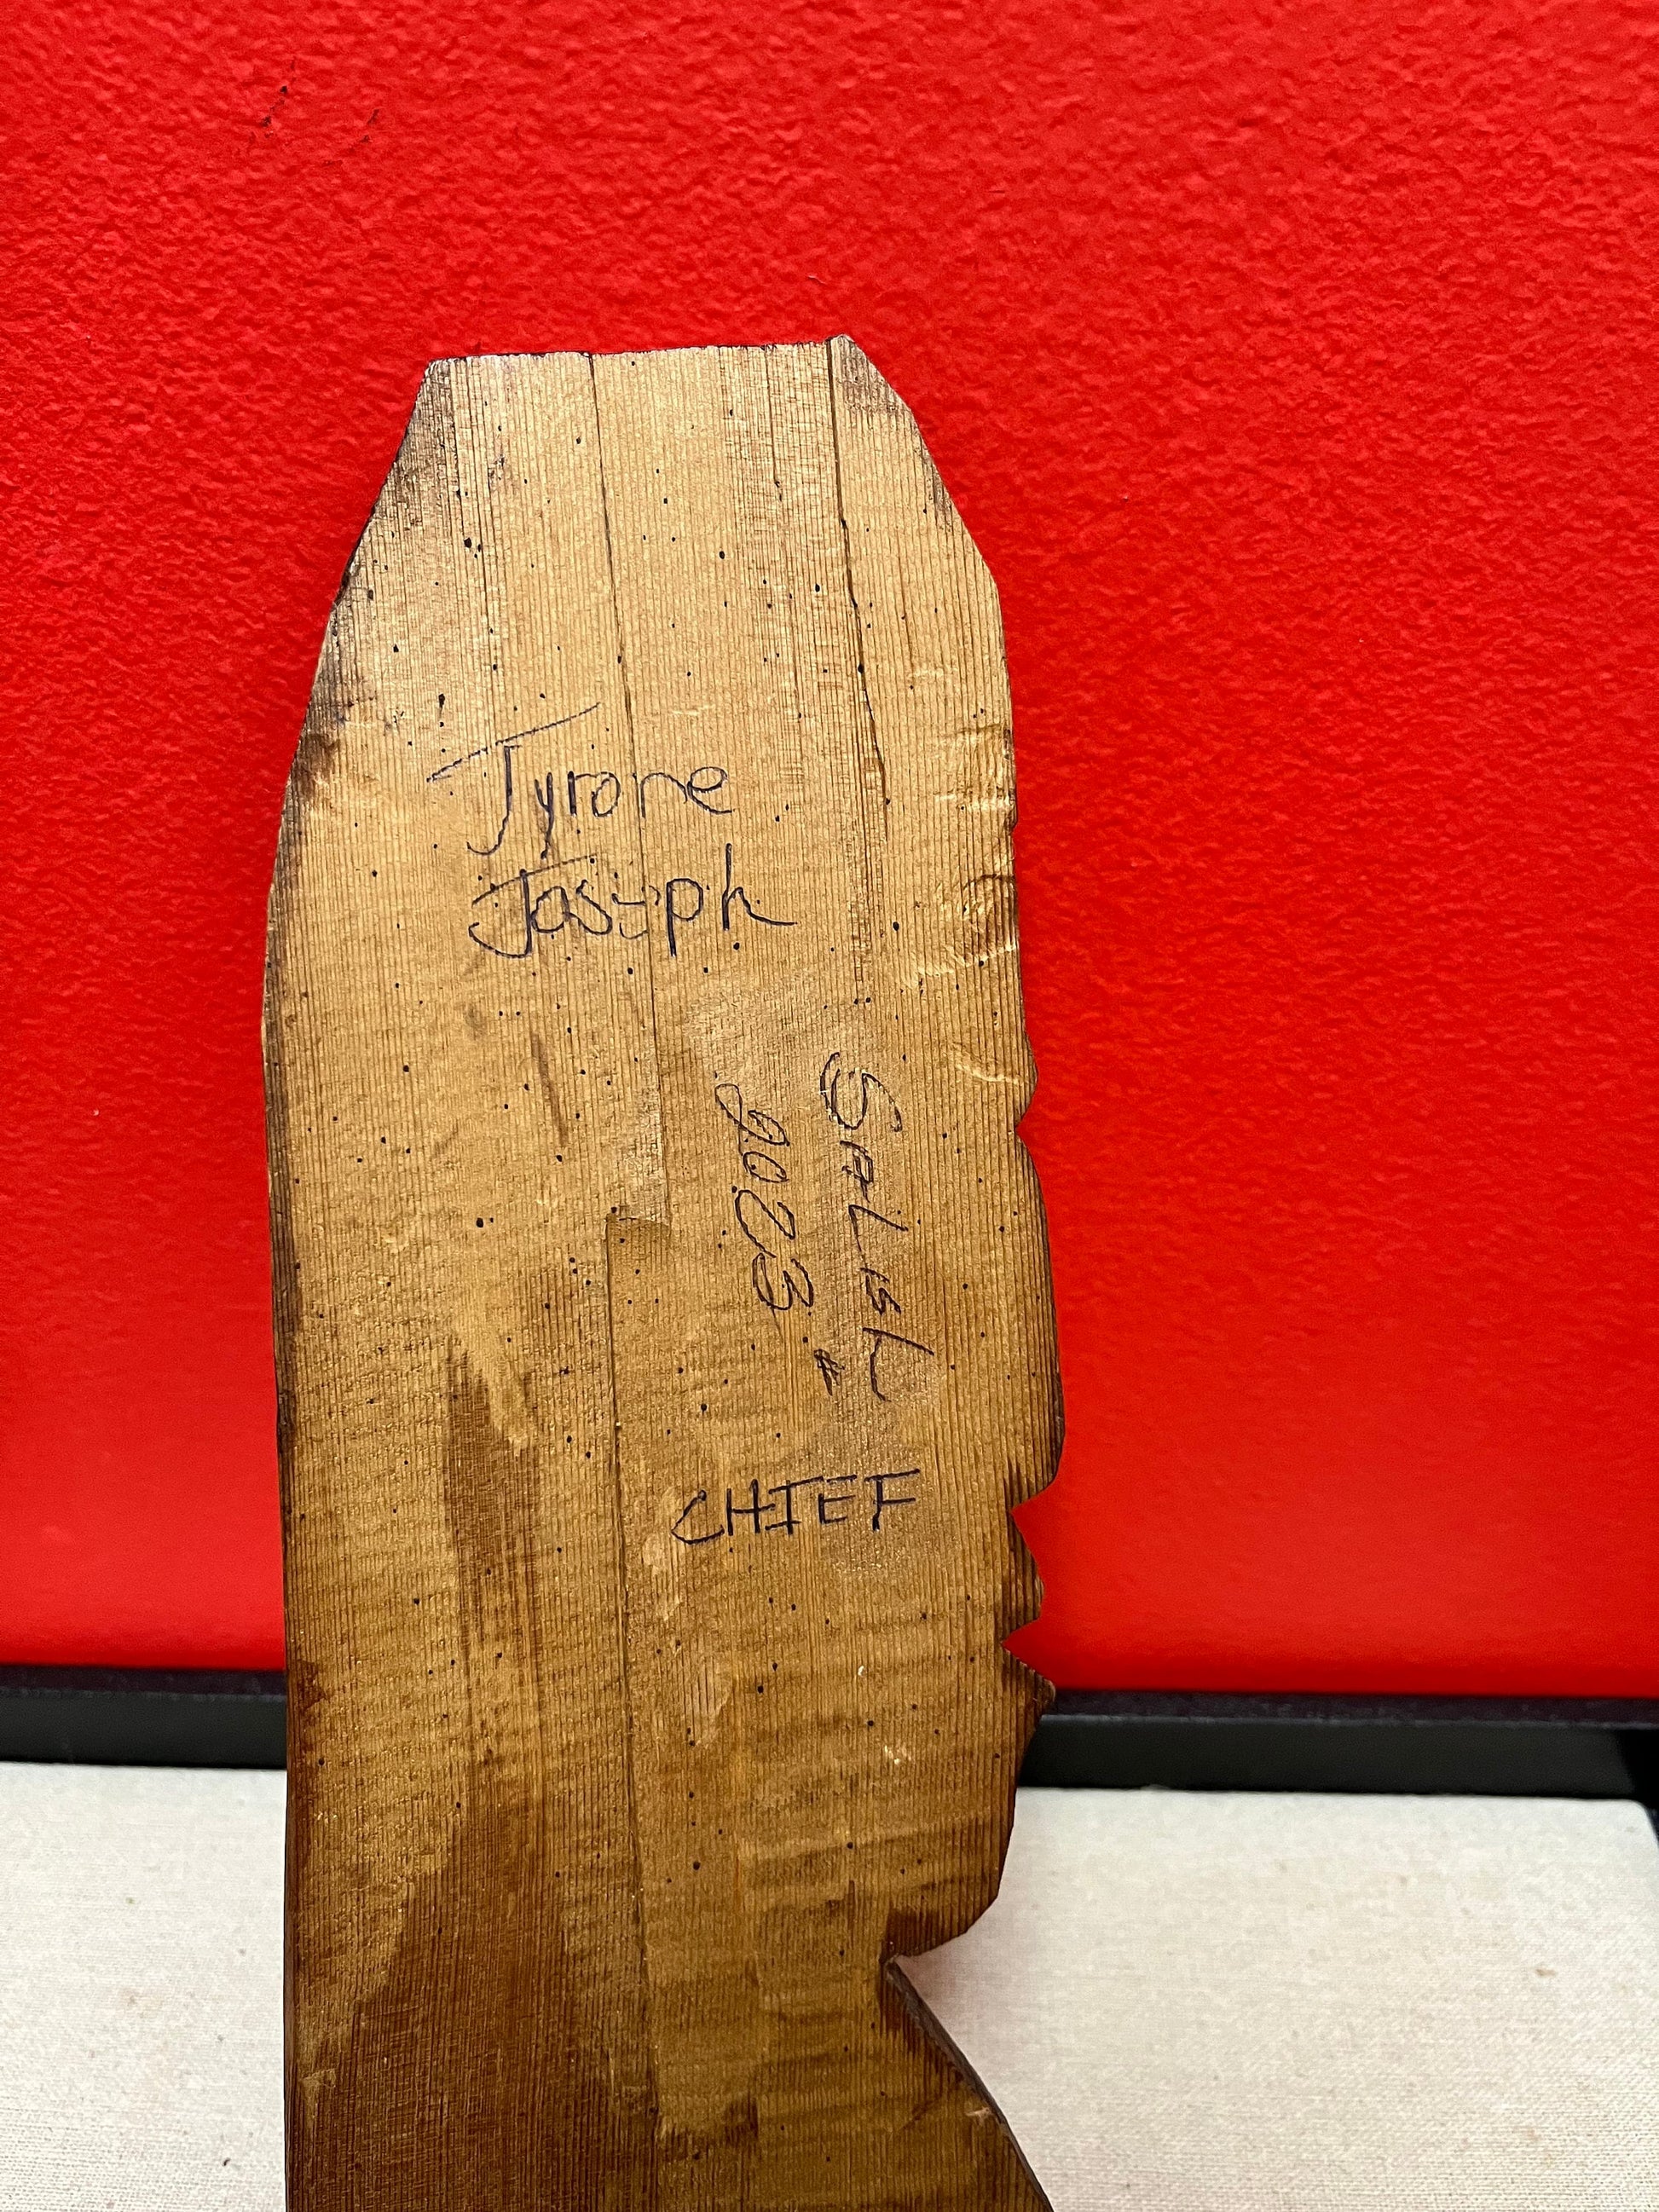 Tyrone
Joseph
Salish
2023
CHIEF